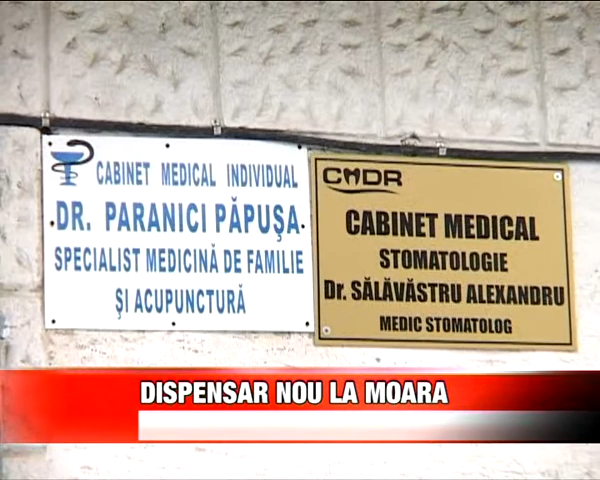 CABINET MEDICAL INDIVIDUAL
DR. PARANICI PĂPUŞA
SPECIALIST MEDICINĂ DE FAMILIE
ŞI ACUPUNCTURĂ
CMDR
CABINET MEDICAL
STOMATOLOGIE
Dr. SĂLĂVĂSTRU ALEXANDRU
MEDIC STOMATOLOG
DISPENSAR NOU LA MOARA